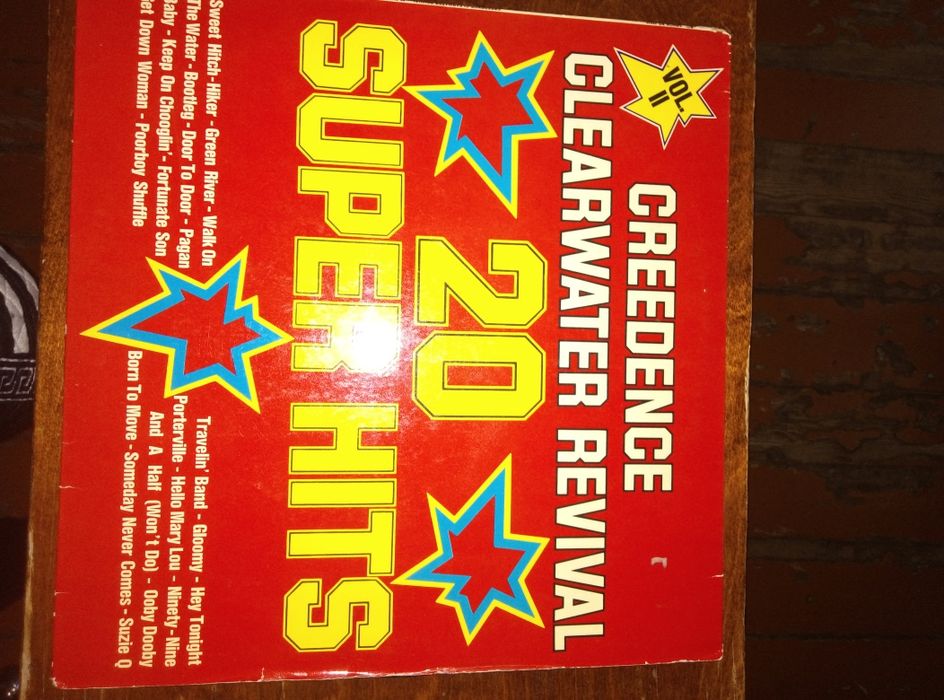 VOL.
II
CREEDENCE
CLEARWATER REVIVAL
20
SUPER HITS
Sweet Hitch-Hiker - Green River - Walk On
The Water - Bootleg - Door To Door - Pagan
Baby - Keep On Chooglin' - Fortunate Son
Get Down Woman - Poorboy Shuffle
Travelin' Band - Gloomy - Hey Tonight
Porterville - Hello Mary Lou - Ninety-Nine
And A Half (Won't Do) - Ooby Dooby
Born To Move - Someday Never Comes - Suzie Q